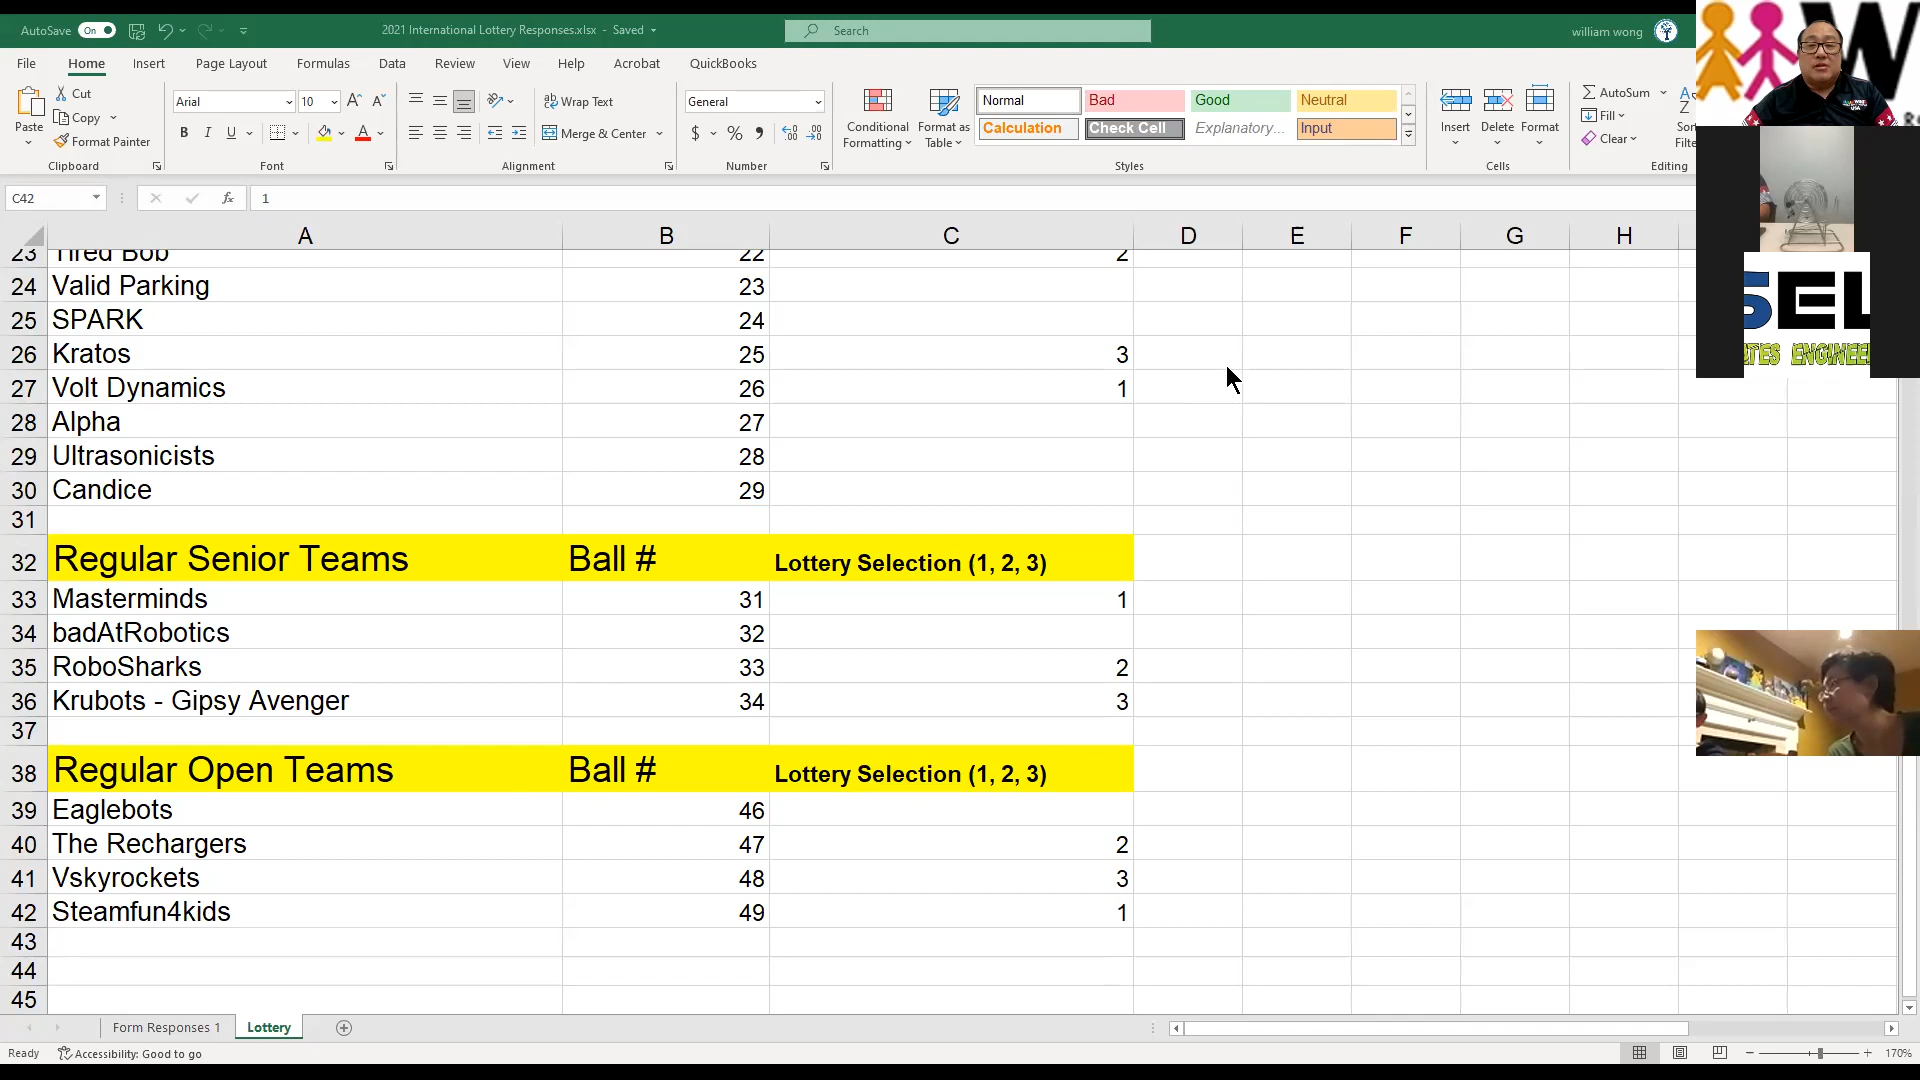 AutoSave On 2021 International Lottery Responses.xlsx - Saved Search william wong
File Home Insert Page Layout Formulas Data Review View Help Acrobat QuickBooks
Paste Cut Copy Format Painter Clipboard
Arial 10 B I U Font
Wrap Text Merge & Center Alignment
General $ % Number
Conditional Formatting Format as Table
Normal Bad Good Neutral
Calculation Check Cell Explanatory... Input
Styles
Insert Delete Format Cells
AutoSum Fill Clear Editing
C42 fx 1
A B C D E F G H
23 Tired Bob 22 2
24 Valid Parking 23
25 SPARK 24
26 Kratos 25 3
27 Volt Dynamics 26 1
28 Alpha 27
29 Ultrasonicists 28
30 Candice 29
31
32 Regular Senior Teams Ball # Lottery Selection (1, 2, 3)
33 Masterminds 31 1
34 badAtRobotics 32
35 RoboSharks 33 2
36 Krubots - Gipsy Avenger 34 3
37
38 Regular Open Teams Ball # Lottery Selection (1, 2, 3)
39 Eaglebots 46
40 The Rechargers 47 2
41 Vskyrockets 48 3
42 Steamfun4kids 49 1
43
44
45
Form Responses 1 Lottery
Ready Accessibility: Good to go 170%
W
SEL
ENGINEE